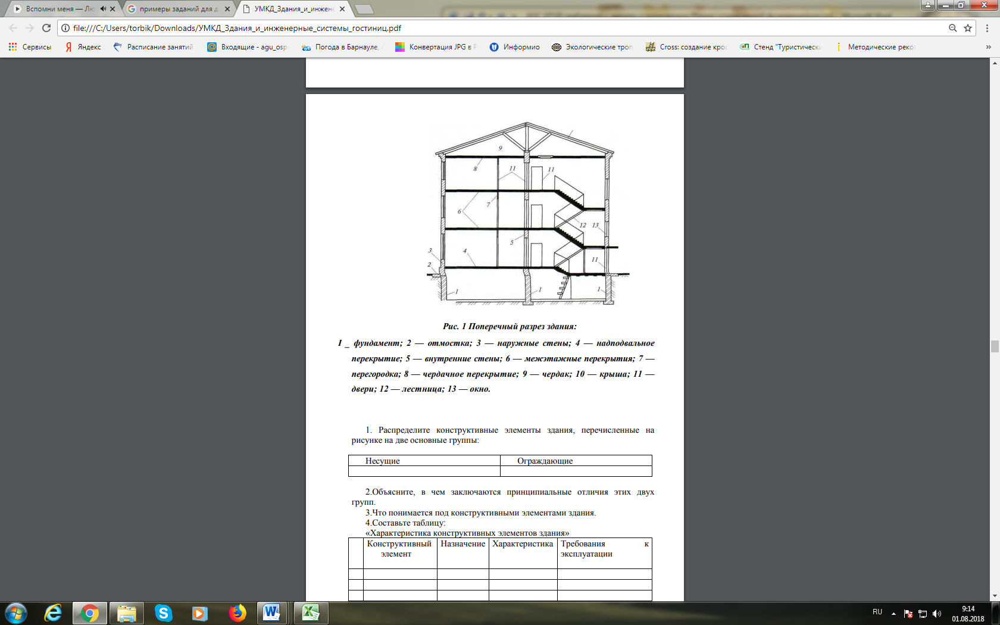 Вспомни меня — Лю
примеры заданий для д
УМКД_Здания_и_инжене
file:///C:/Users/torbik/Downloads/УМКД_Здания_и_инженерные_системы_гостиниц.pdf
Сервисы
Яндекс
Расписание занятий
Входящие - agu_osp
Погода в Барнауле,
Конвертация JPG в P
Информио
Экологические троп
Cross: создание крос
Стенд "Туристически
Методические реко
»
9
8
11
11
7
6
12
13
5
3
4
2
11
1
1
1
Рис. 1 Поперечный разрез здания:
I _ фундамент; 2 — отмостка; 3 — наружные стены; 4 — надподвальное
перекрытие; 5 — внутренние стены; 6 — межэтажные перекрытия; 7 —
перегородка; 8 — чердачное перекрытие; 9 — чердак; 10 — крыша; 11 —
двери; 12 — лестница; 13 — окно.
1. Распределите конструктивные элементы здания, перечисленные на
рисунке на две основные группы:
Несущие
Ограждающие
2.Объясните, в чем заключаются принципиальные отличия этих двух
групп.
3.Что понимается под конструктивными элементами здания.
4.Составьте таблицу:
«Характеристика конструктивных элементов здания»
Конструктивный
элемент
Назначение
Характеристика
Требования к
эксплуатации
RU
9:14
01.08.2018